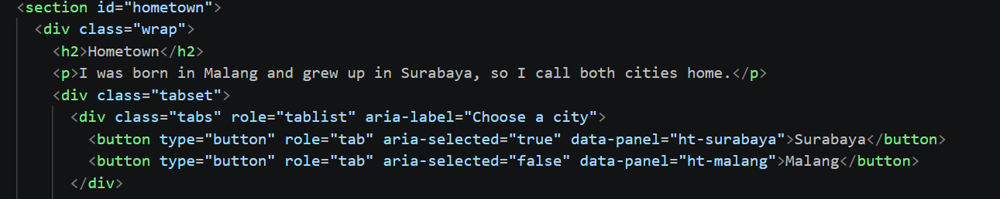 <section id="hometown">
<div class="wrap">
<h2>Hometown</h2>
<p>I was born in Malang and grew up in Surabaya, so I call both cities home.</p>
<div class="tabset">
<div class="tabs" role="tablist" aria-label="Choose a city">
<button type="button" role="tab" aria-selected="true" data-panel="ht-surabaya">Surabaya</button>
<button type="button" role="tab" aria-selected="false" data-panel="ht-malang">Malang</button>
</div>